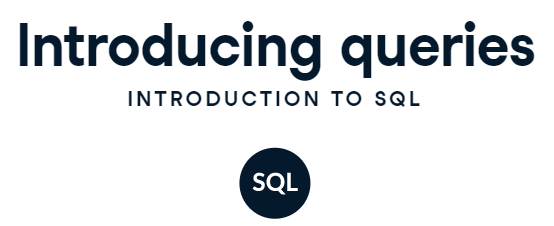 Introducing queries
INTRODUCTION TO SQL
SQL